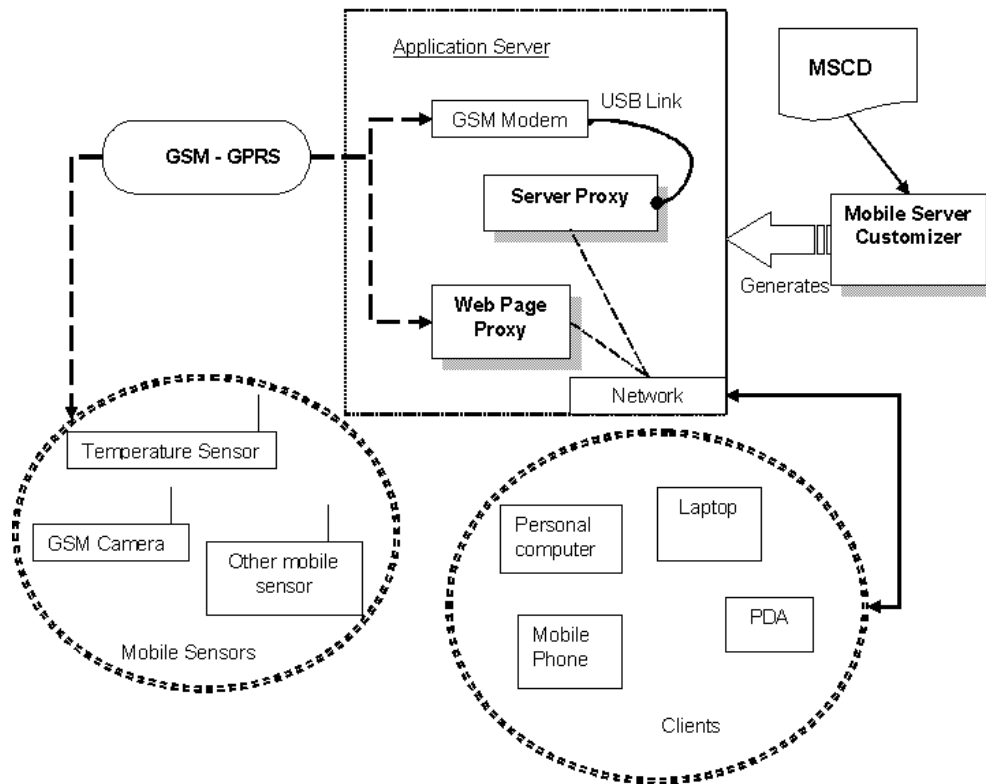 Application Server
MSCD
USB Link
GSM Modem
GSM - GPRS
Server Proxy
Mobile Server
Customizer
Generates
Web Page
Proxy
Network
Temperature Sensor
GSM Camera
Other mobile
sensor
Mobile Sensors
Personal
computer
Laptop
Mobile
Phone
PDA
Clients